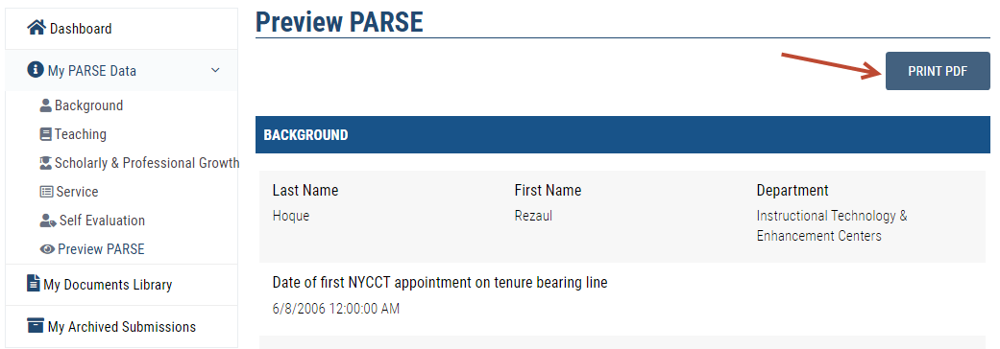 Dashboard
My PARSE Data
Background
Teaching
Scholarly & Professional Growth
Service
Self Evaluation
Preview PARSE
My Documents Library
My Archived Submissions
Preview PARSE
PRINT PDF
BACKGROUND
Last Name
First Name
Department
Hoque
Rezaul
Instructional Technology &
Enhancement Centers
Date of first NYCCT appointment on tenure bearing line
6/8/2006 12:00:00 AM